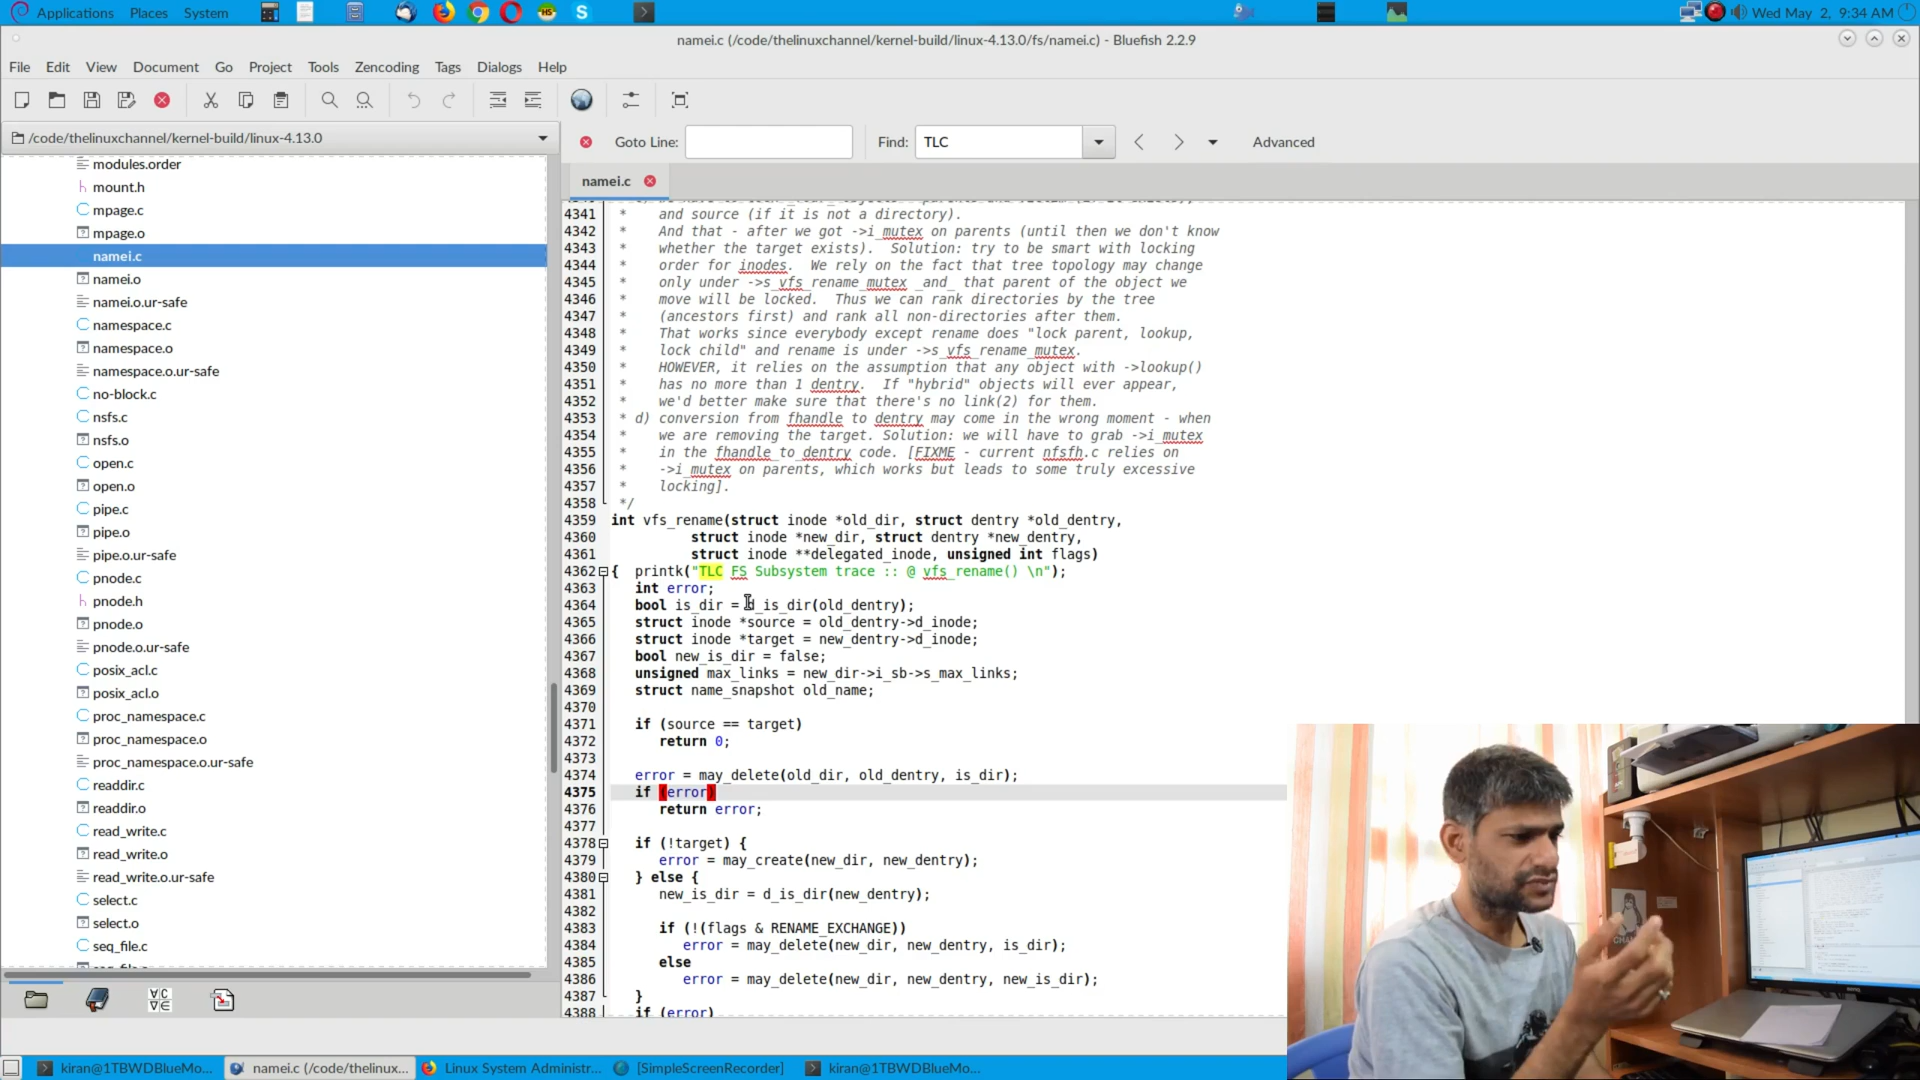 Applications Places System
Wed May 2, 9:34 AM
namei.c (/code/thelinuxchannel/kernel-build/linux-4.13.0/fs/namei.c) - Bluefish 2.2.9
File Edit View Document Go Project Tools Zencoding Tags Dialogs Help
/code/thelinuxchannel/kernel-build/linux-4.13.0
Goto Line: Find: TLC Advanced
namei.c
modules.order
mount.h
mpage.c
mpage.o
namei.c
namei.o
namei.o.ur-safe
namespace.c
namespace.o
namespace.o.ur-safe
no-block.c
nsfs.c
nsfs.o
open.c
open.o
pipe.c
pipe.o
pipe.o.ur-safe
pnode.c
pnode.h
pnode.o
pnode.o.ur-safe
posix_acl.c
posix_acl.o
proc_namespace.c
proc_namespace.o
proc_namespace.o.ur-safe
readdir.c
readdir.o
read_write.c
read_write.o
read_write.o.ur-safe
select.c
select.o
seq_file.c
4341 * and source (if it is not a directory).
4342 * And that - after we got ->i_mutex on parents (until then we don't know
4343 * whether the target exists). Solution: try to be smart with locking
4344 * order for inodes. We rely on the fact that tree topology may change
4345 * only under ->s_vfs_rename_mutex _and_ that parent of the object we
4346 * move will be locked. Thus we can rank directories by the tree
4347 * (ancestors first) and rank all non-directories after them.
4348 * That works since everybody except rename does "lock parent, lookup,
4349 * lock child" and rename is under ->s_vfs_rename_mutex.
4350 * HOWEVER, it relies on the assumption that any object with ->lookup()
4351 * has no more than 1 dentry. If "hybrid" objects will ever appear,
4352 * we'd better make sure that there's no link(2) for them.
4353 * d) conversion from fhandle to dentry may come in the wrong moment - when
4354 * we are removing the target. Solution: we will have to grab ->i_mutex
4355 * in the fhandle_to_dentry code. [FIXME - current nfsfh.c relies on
4356 * ->i_mutex on parents, which works but leads to some truly excessive
4357 * locking].
4358 */
4359 int vfs_rename(struct inode *old_dir, struct dentry *old_dentry,
4360 struct inode *new_dir, struct dentry *new_dentry,
4361 struct inode **delegated_inode, unsigned int flags)
4362 { printk("TLC FS Subsystem trace :: @ vfs_rename() \n");
4363 int error;
4364 bool is_dir = d_is_dir(old_dentry);
4365 struct inode *source = old_dentry->d_inode;
4366 struct inode *target = new_dentry->d_inode;
4367 bool new_is_dir = false;
4368 unsigned max_links = new_dir->i_sb->s_max_links;
4369 struct name_snapshot old_name;
4370
4371 if (source == target)
4372 return 0;
4373
4374 error = may_delete(old_dir, old_dentry, is_dir);
4375 if (error)
4376 return error;
4377
4378 if (!target) {
4379 error = may_create(new_dir, new_dentry);
4380 } else {
4381 new_is_dir = d_is_dir(new_dentry);
4382
4383 if (!(flags & RENAME_EXCHANGE))
4384 error = may_delete(new_dir, new_dentry, is_dir);
4385 else
4386 error = may_delete(new_dir, new_dentry, new_is_dir);
4387 }
4388 if (error)
kiran@1TBWDBlueMo... namei.c (/code/thelinux... Linux System Administr... [SimpleScreenRecorder] kiran@1TBWDBlueMo...